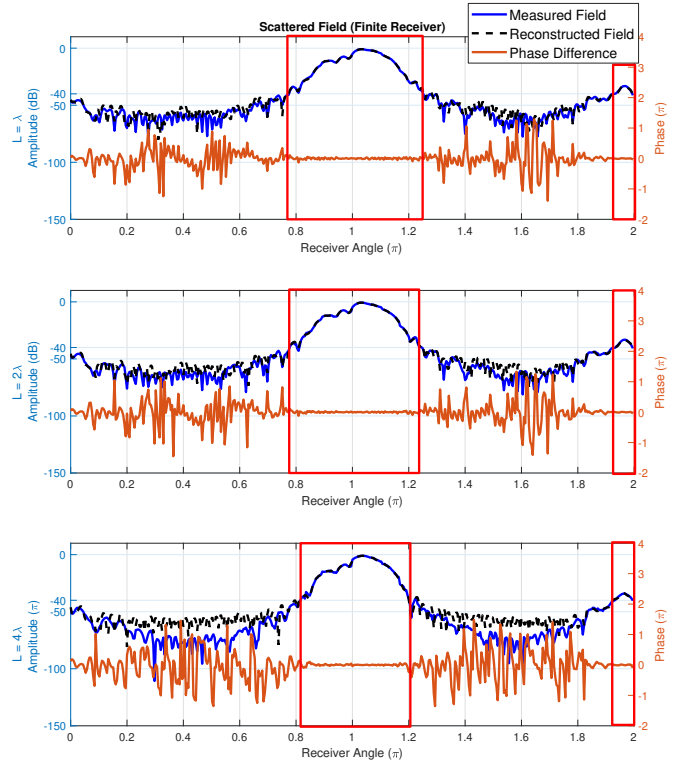 Scattered Field (Finite Receiver)
Measured Field
Reconstructed Field
Phase Difference
L = λ
Amplitude (dB)
0
-40
-50
-100
-150
4
3
2
1
0
-1
-2
Phase (π)
0 0.2 0.4 0.6 0.8 1 1.2 1.4 1.6 1.8 2
Receiver Angle (π)
L = 2λ
Amplitude (dB)
0
-40
-50
-100
-150
4
3
2
1
0
-1
-2
Phase (π)
0 0.2 0.4 0.6 0.8 1 1.2 1.4 1.6 1.8 2
Receiver Angle (π)
L = 4λ
Amplitude (π)
0
-40
-50
-100
-150
4
3
2
1
0
-1
-2
Phase (π)
0 0.2 0.4 0.6 0.8 1 1.2 1.4 1.6 1.8 2
Receiver Angle (π)